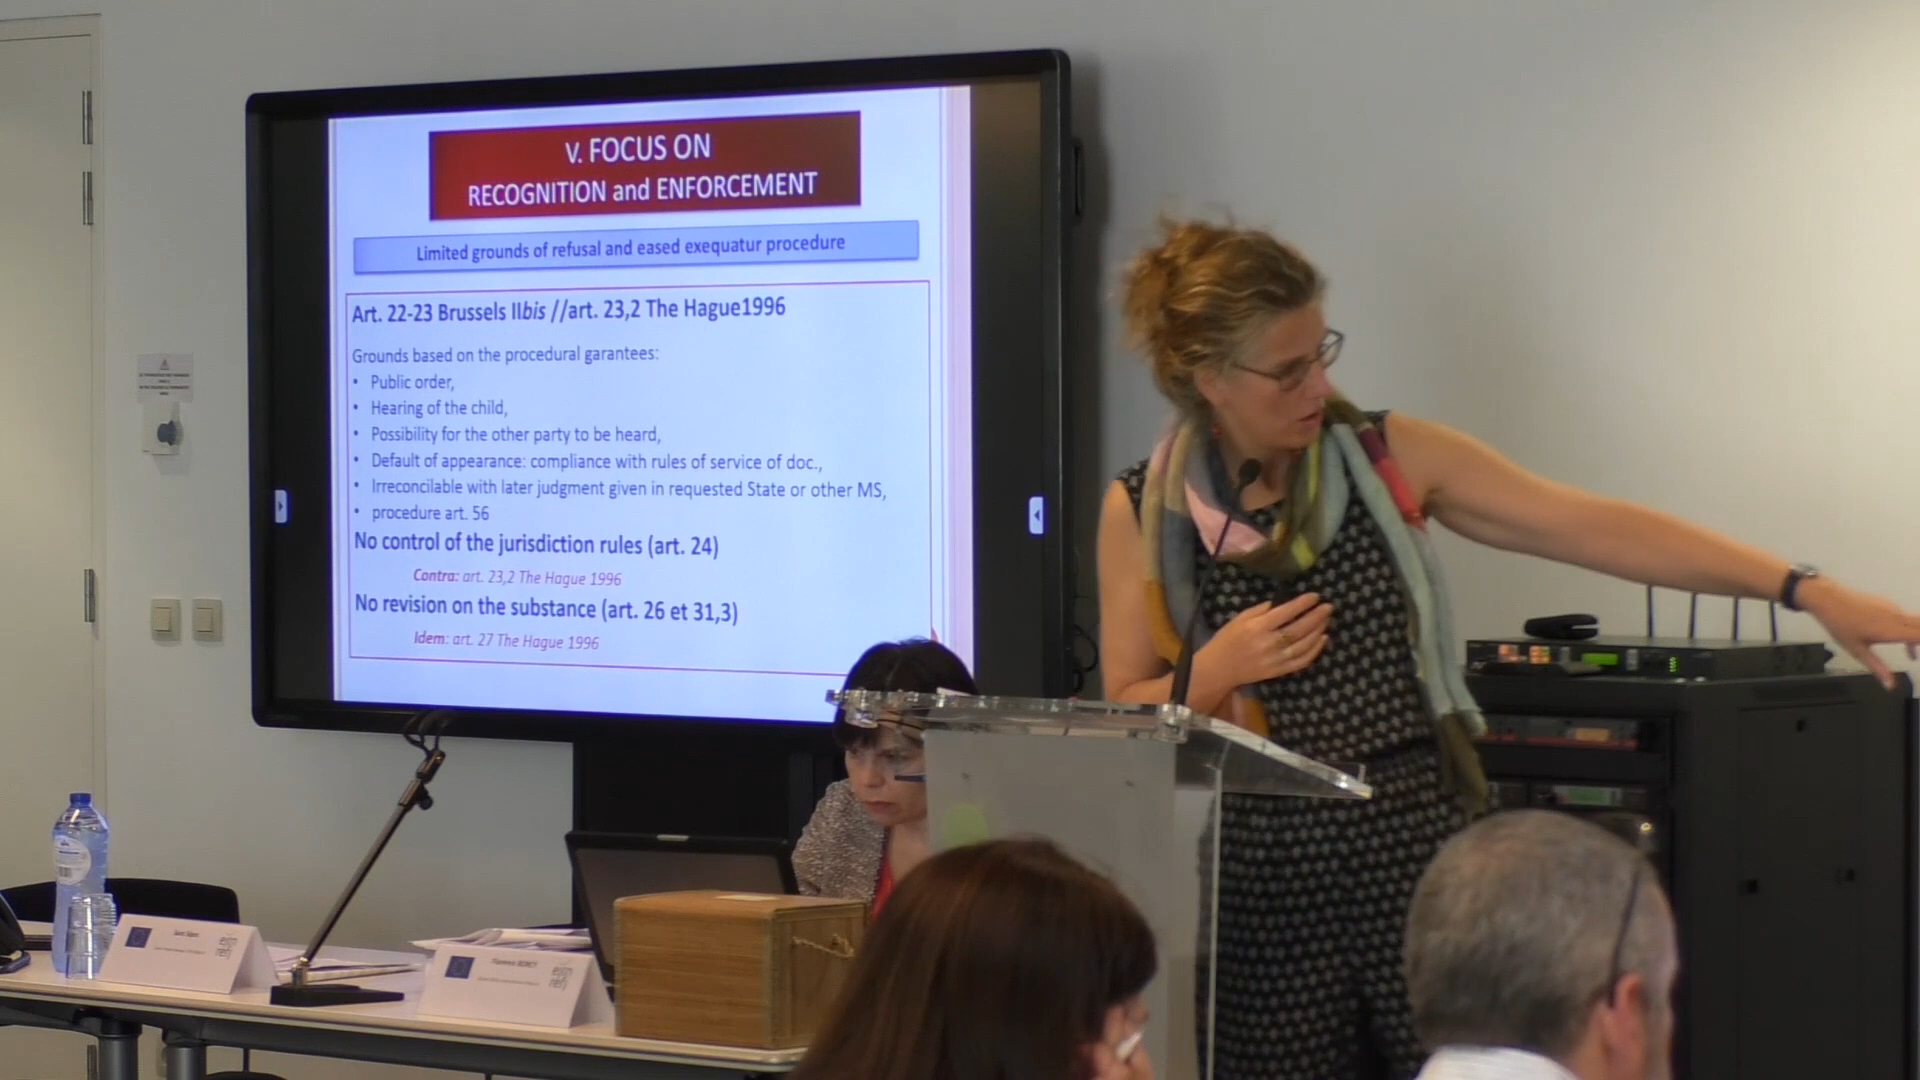 V. FOCUS ON
RECOGNITION and ENFORCEMENT
Limited grounds of refusal and eased exequatur procedure
Art. 22-23 Brussels IIbis //art. 23,2 The Hague1996
Grounds based on the procedural garantees:
• Public order,
• Hearing of the child,
• Possibility for the other party to be heard,
• Default of appearance: compliance with rules of service of doc.,
• Irreconcilable with later judgment given in requested State or other MS,
• procedure art. 56
No control of the jurisdiction rules (art. 24)
Contra: art. 23,2 The Hague 1996
No revision on the substance (art. 26 et 31,3)
Idem: art. 27 The Hague 1996